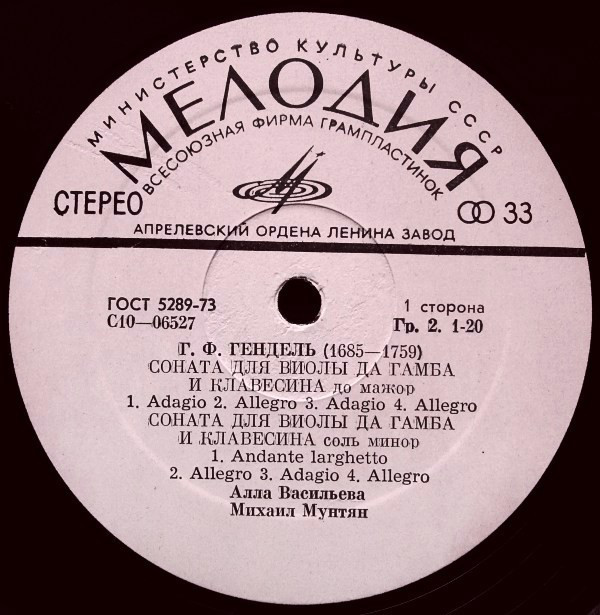 МИНИСТЕРСТВО КУЛЬТУРЫ СССР
МЕЛОДИЯ
ВСЕСОЮЗНАЯ ФИРМА ГРАМПЛАСТИНОК
СТЕРЕО
33
АПРЕЛЕВСКИЙ ОРДЕНА ЛЕНИНА ЗАВОД
ГОСТ 5289-73
1 сторона
С10—06527
Гр. 2. 1-20
Г. Ф. ГЕНДЕЛЬ (1685—1759)
СОНАТА ДЛЯ ВИОЛЫ ДА ГАМБА
И КЛАВЕСИНА до мажор
1. Adagio 2. Allegro 3. Adagio 4. Allegro
СОНАТА ДЛЯ ВИОЛЫ ДА ГАМБА
И КЛАВЕСИНА соль минор
1. Andante larghetto
2. Allegro 3. Adagio 4. Allegro
Алла Васильева
Михаил Мунтян